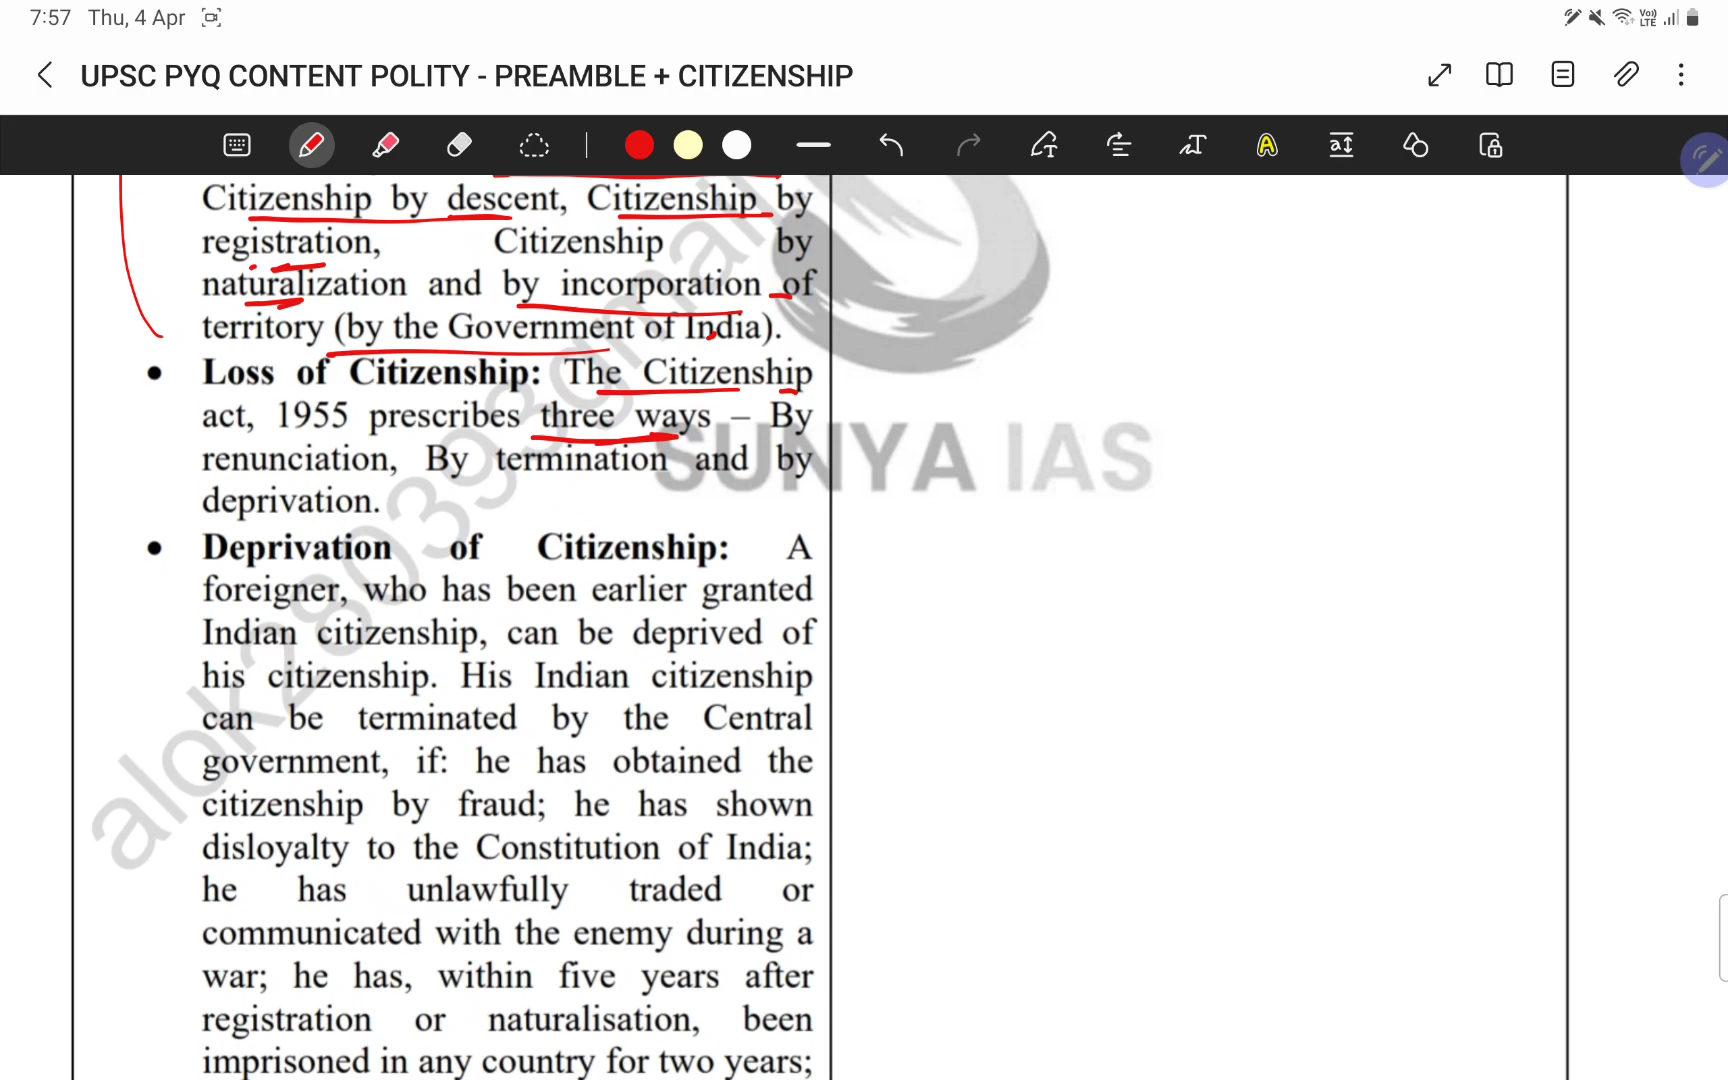 7:57 Thu, 4 Apr
Vo)) LTE
UPSC PYQ CONTENT POLITY - PREAMBLE + CITIZENSHIP
Citizenship by descent, Citizenship by
registration, Citizenship by
naturalization and by incorporation of
territory (by the Government of India).
• Loss of Citizenship: The Citizenship
act, 1955 prescribes three ways – By
renunciation, By termination and by
deprivation.
• Deprivation of Citizenship: A
foreigner, who has been earlier granted
Indian citizenship, can be deprived of
his citizenship. His Indian citizenship
can be terminated by the Central
government, if: he has obtained the
citizenship by fraud; he has shown
disloyalty to the Constitution of India;
he has unlawfully traded or
communicated with the enemy during a
war; he has, within five years after
registration or naturalisation, been
imprisoned in any country for two years;
SUNYA IAS
alok280393gmail